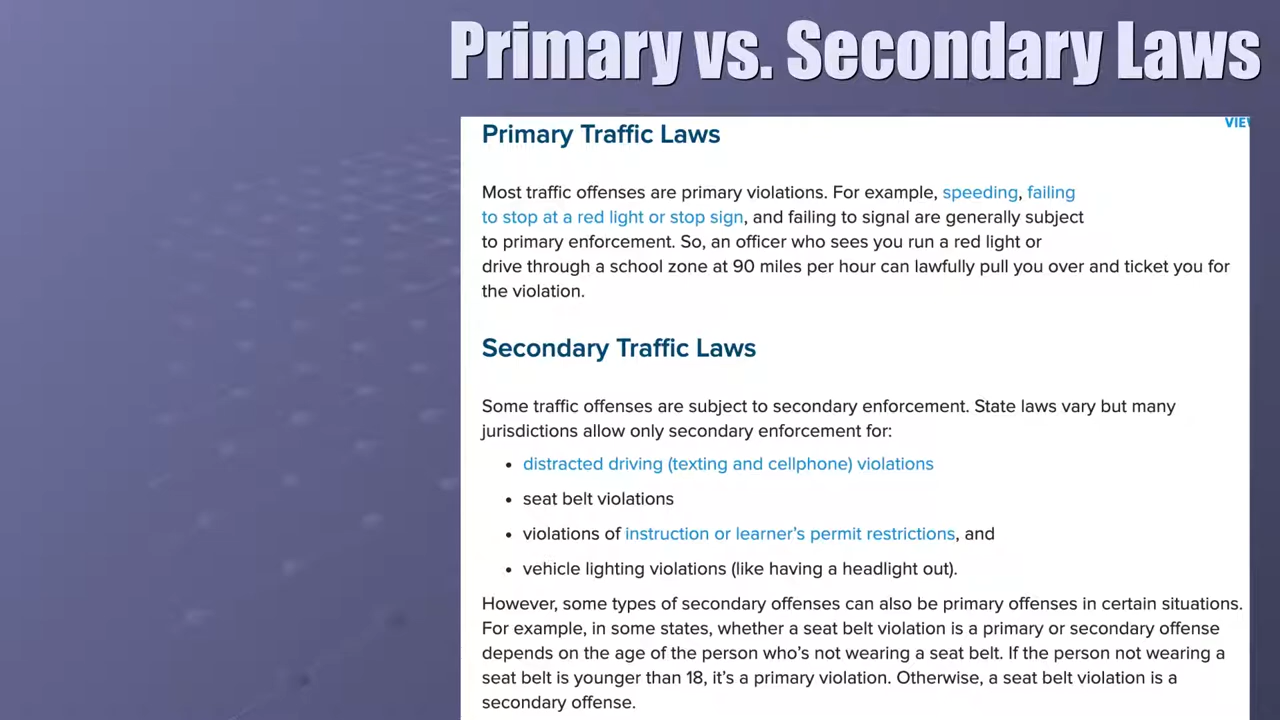 Primary vs. Secondary Laws
VIE
Primary Traffic Laws
Most traffic offenses are primary violations. For example, speeding, failing
to stop at a red light or stop sign, and failing to signal are generally subject
to primary enforcement. So, an officer who sees you run a red light or
drive through a school zone at 90 miles per hour can lawfully pull you over and ticket you for
the violation.
Secondary Traffic Laws
Some traffic offenses are subject to secondary enforcement. State laws vary but many
jurisdictions allow only secondary enforcement for:
• distracted driving (texting and cellphone) violations
• seat belt violations
• violations of instruction or learner's permit restrictions, and
• vehicle lighting violations (like having a headlight out).
However, some types of secondary offenses can also be primary offenses in certain situations.
For example, in some states, whether a seat belt violation is a primary or secondary offense
depends on the age of the person who's not wearing a seat belt. If the person not wearing a
seat belt is younger than 18, it's a primary violation. Otherwise, a seat belt violation is a
secondary offense.